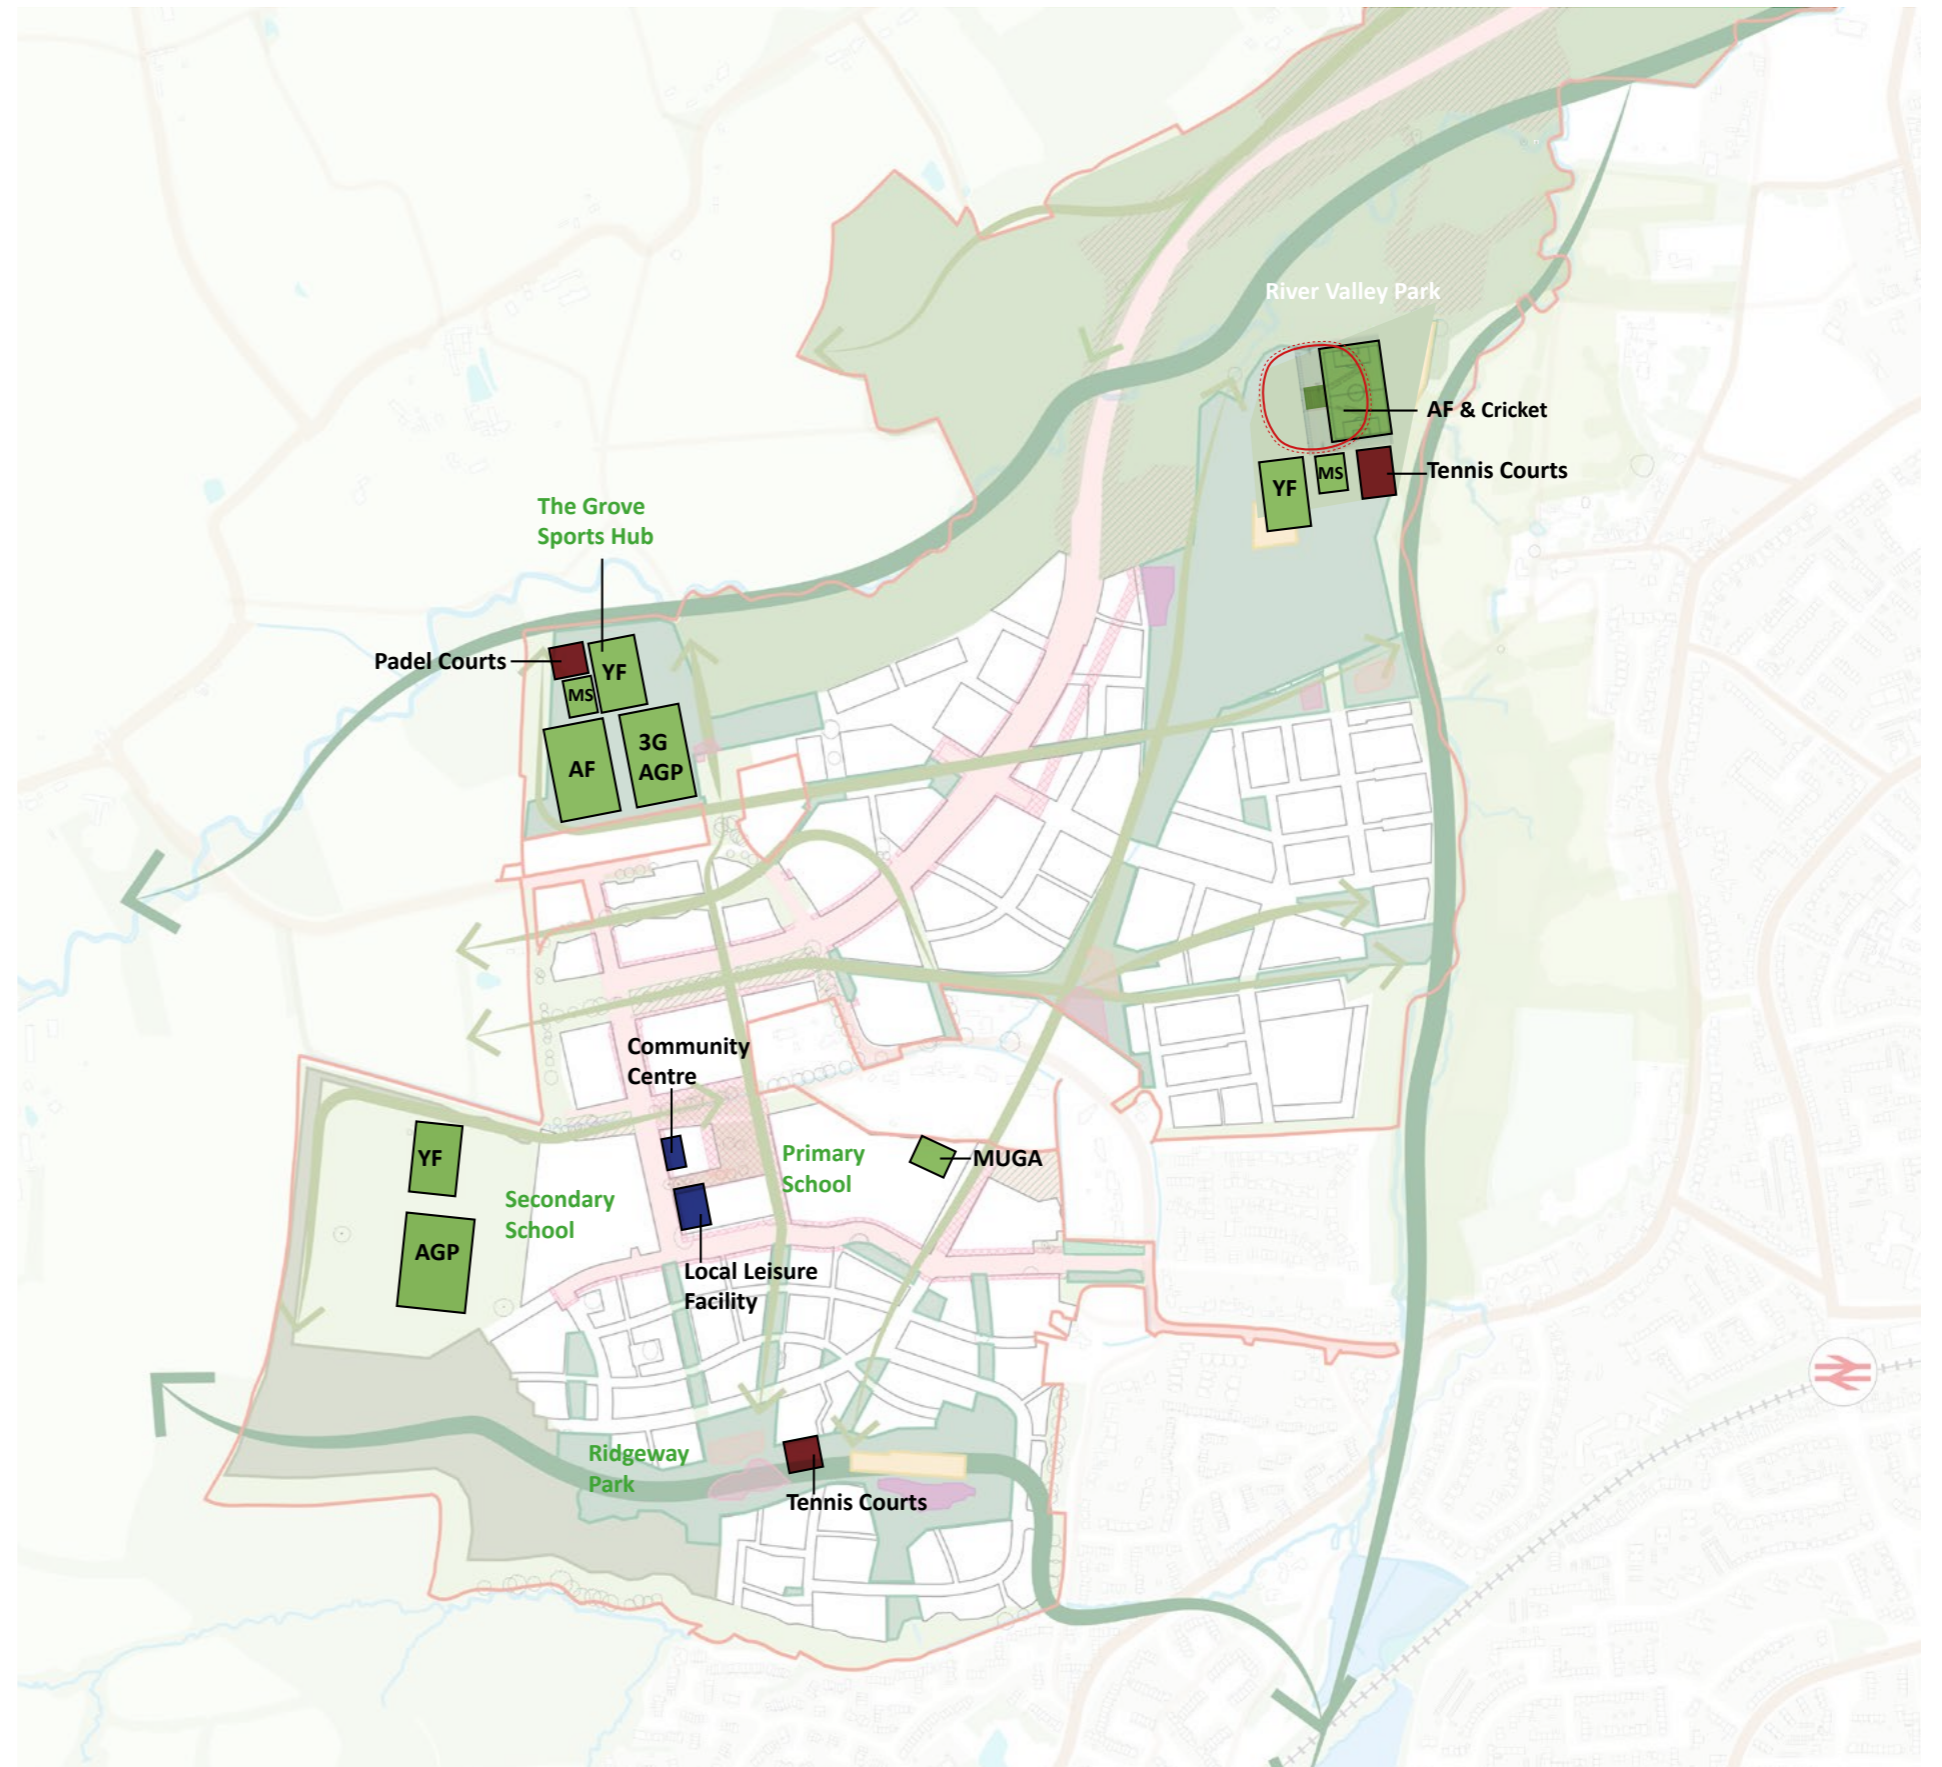 River Valley Park
AF & Cricket
Tennis Courts
YF
MS
The Grove
Sports Hub
Padel Courts
YF
MS
3G
AGP
AF
Community
Centre
Primary
School
MUGA
YF
Secondary
School
AGP
Local Leisure
Facility
Ridgeway
Park
Tennis Courts